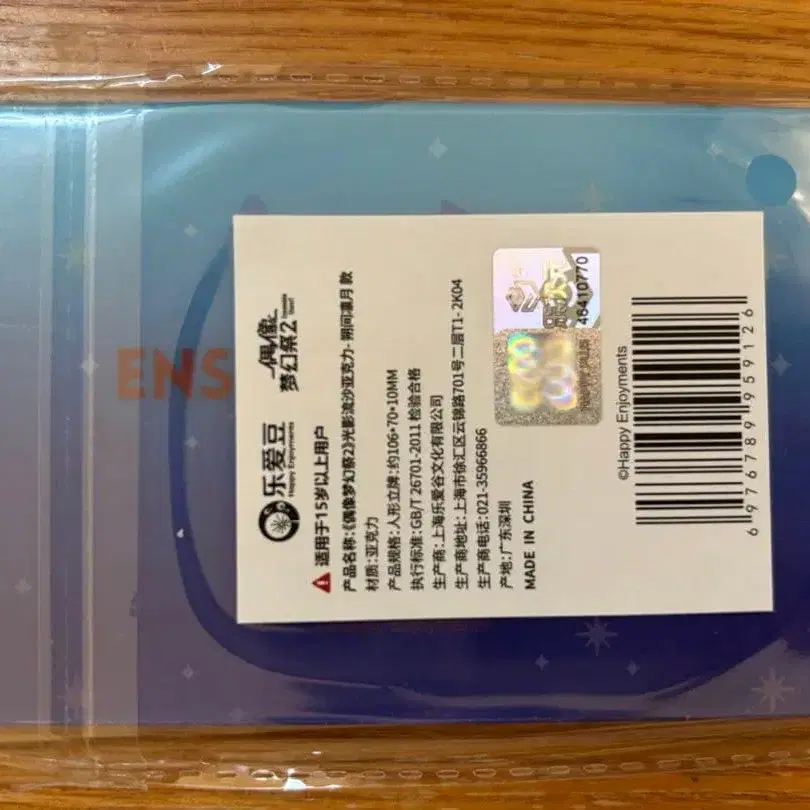 ENS
乐爱豆
Happy Enjoyments
偶像
梦幻祭2
适用于15岁以上用户
产品名称:《偶像梦幻祭2》光影流沙亚克力- 朔间凛月 款
材质:亚克力
产品规格:人形立牌:约106*70*10MM
执行标准:GB/T 26701-2011 检验合格
生产商:上海乐爱谷文化有限公司
生产商地址:上海市徐汇区云锦路701号二层T1- 2K04
生产商电话:021-35966866
产地:广东深圳
MADE IN CHINA
46410770
©Happy Enjoyments
6 976789 959126